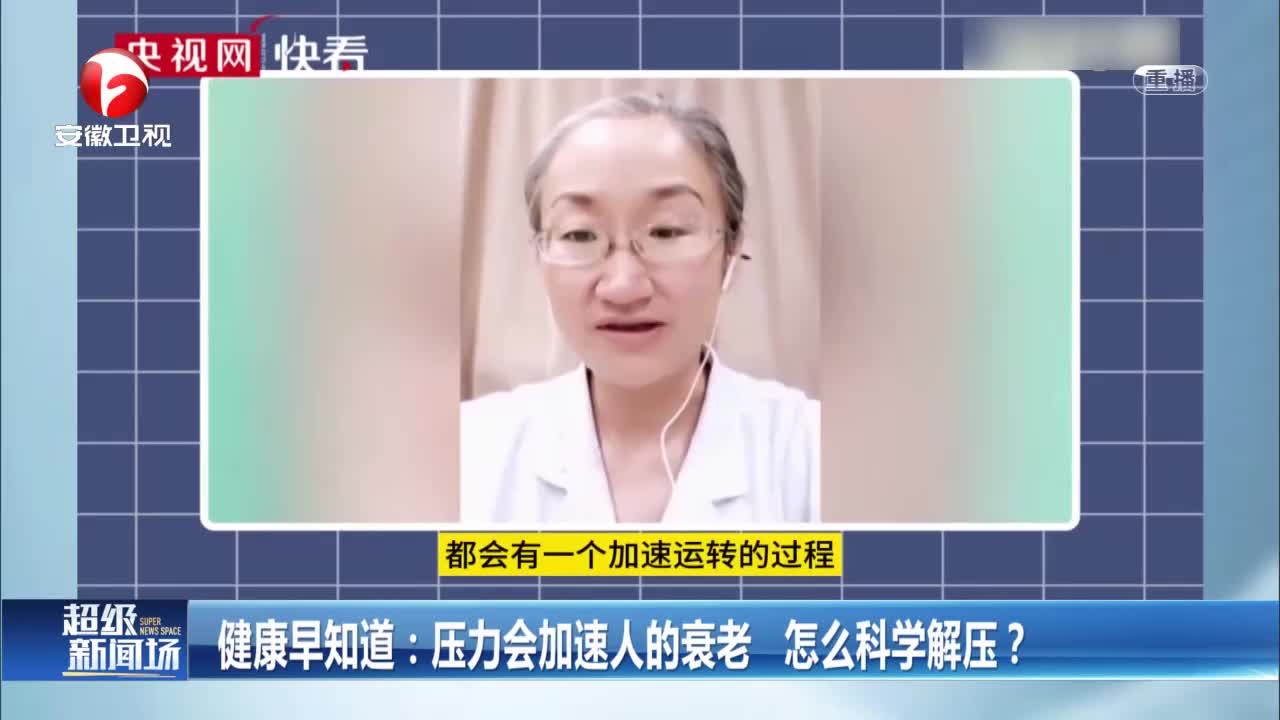 央视网 快看
重播
安徽卫视
都会有一个加速运转的过程
超级新闻场
SUPER NEWS SPACE
健康早知道：压力会加速人的衰老 怎么科学解压？